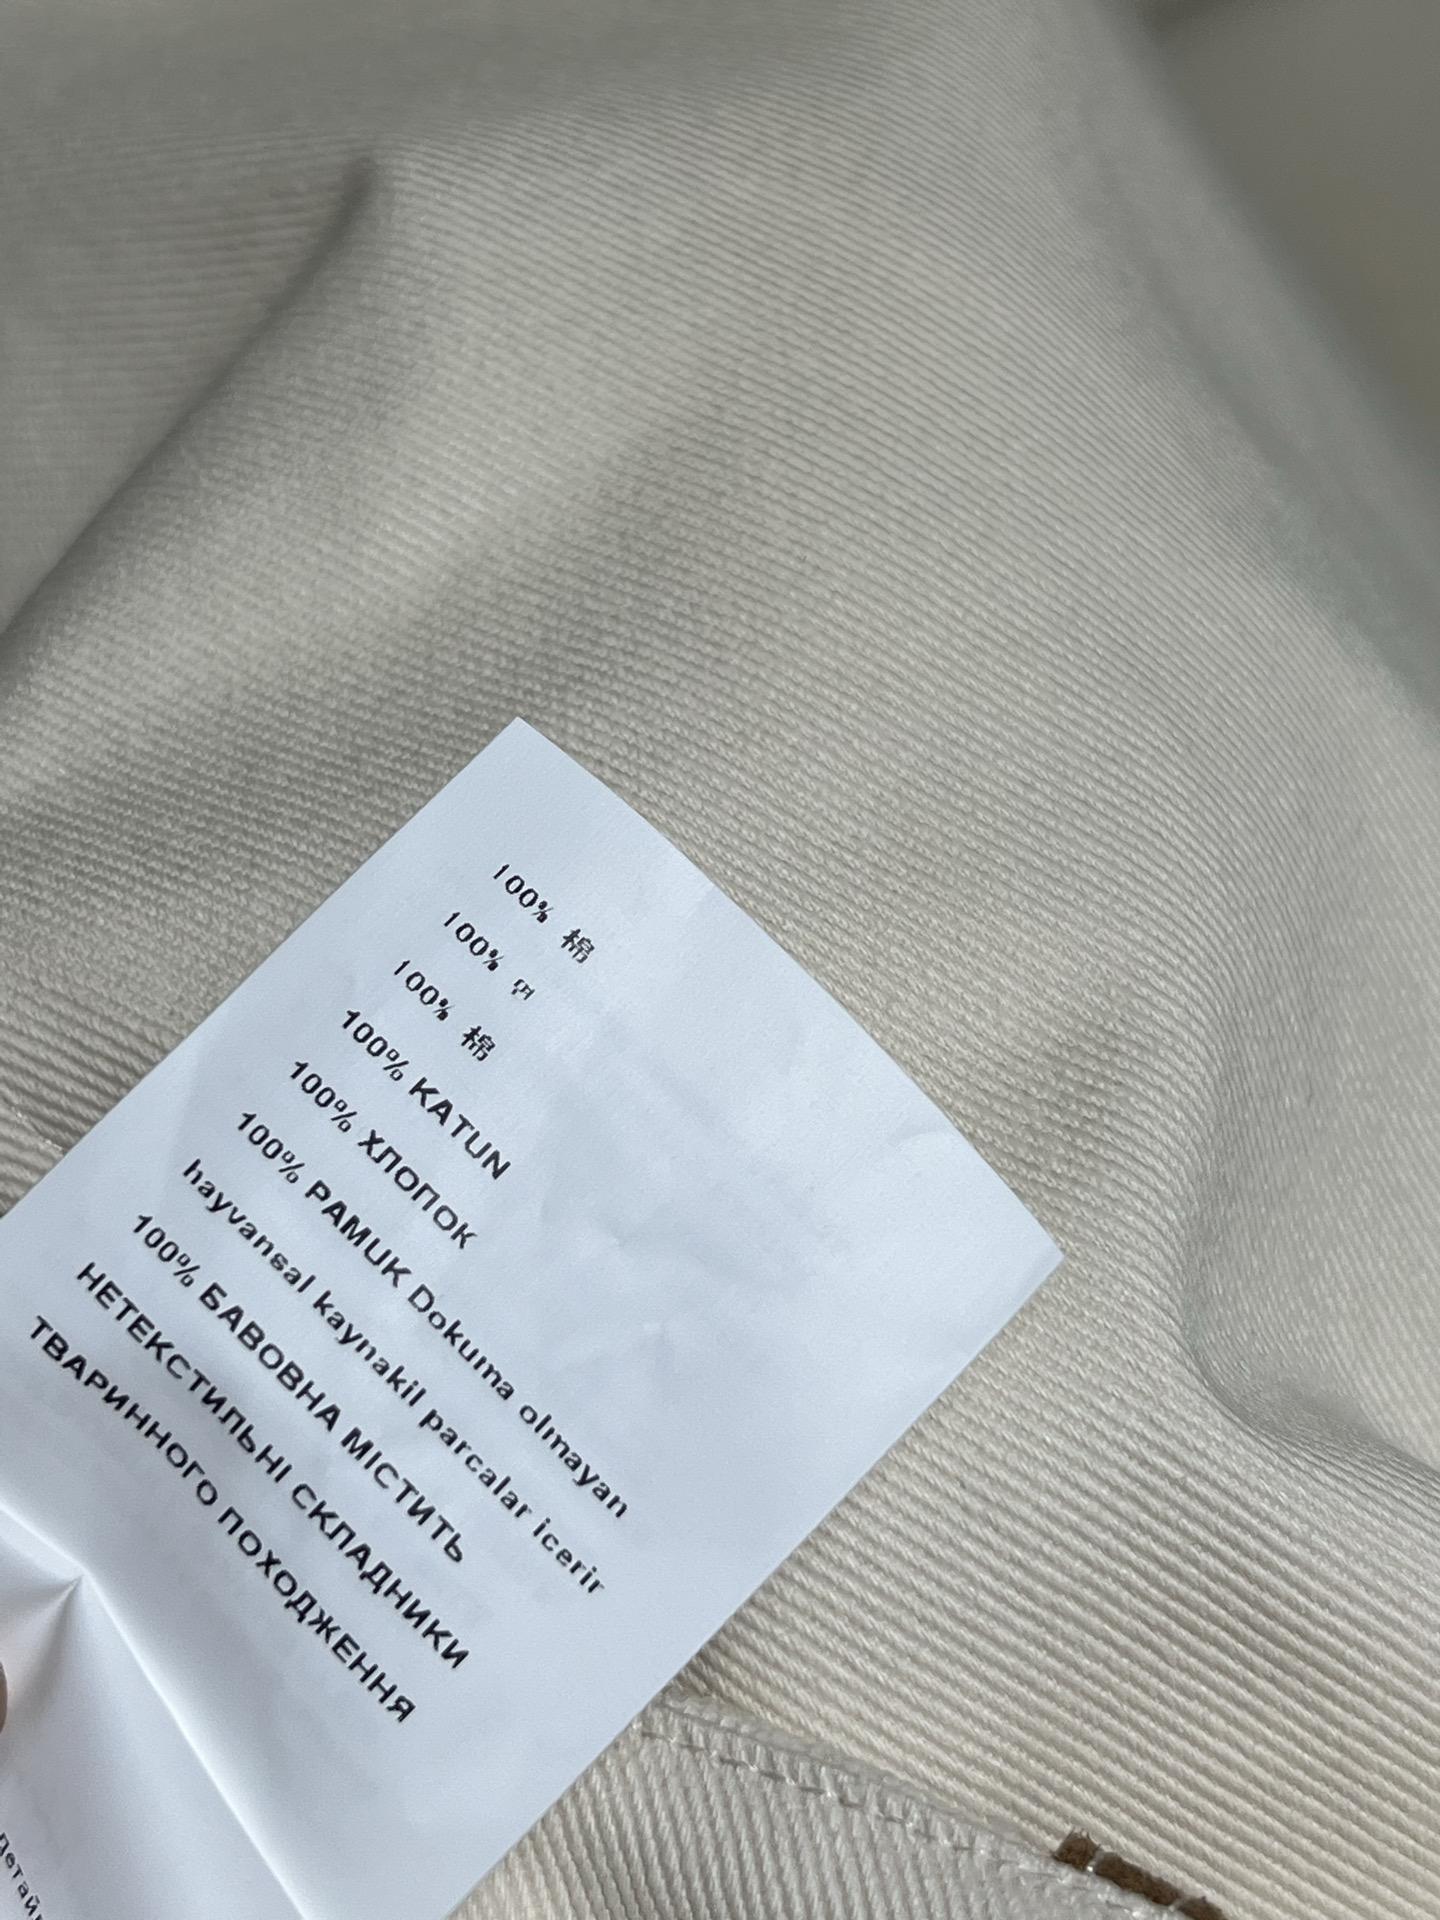 100% 棉
100% 면
100% 棉
100% KATUN
100% ХЛОПОК
100% PAMUK Dokuma olmayan
hayvansal kaynakil parcalar icerir
100% БАВОВНА МІСТИТЬ
НЕТЕКСТИЛЬНІ СКЛАДНИКИ
ТВАРИННОГО ПОХОДЖЕННЯ